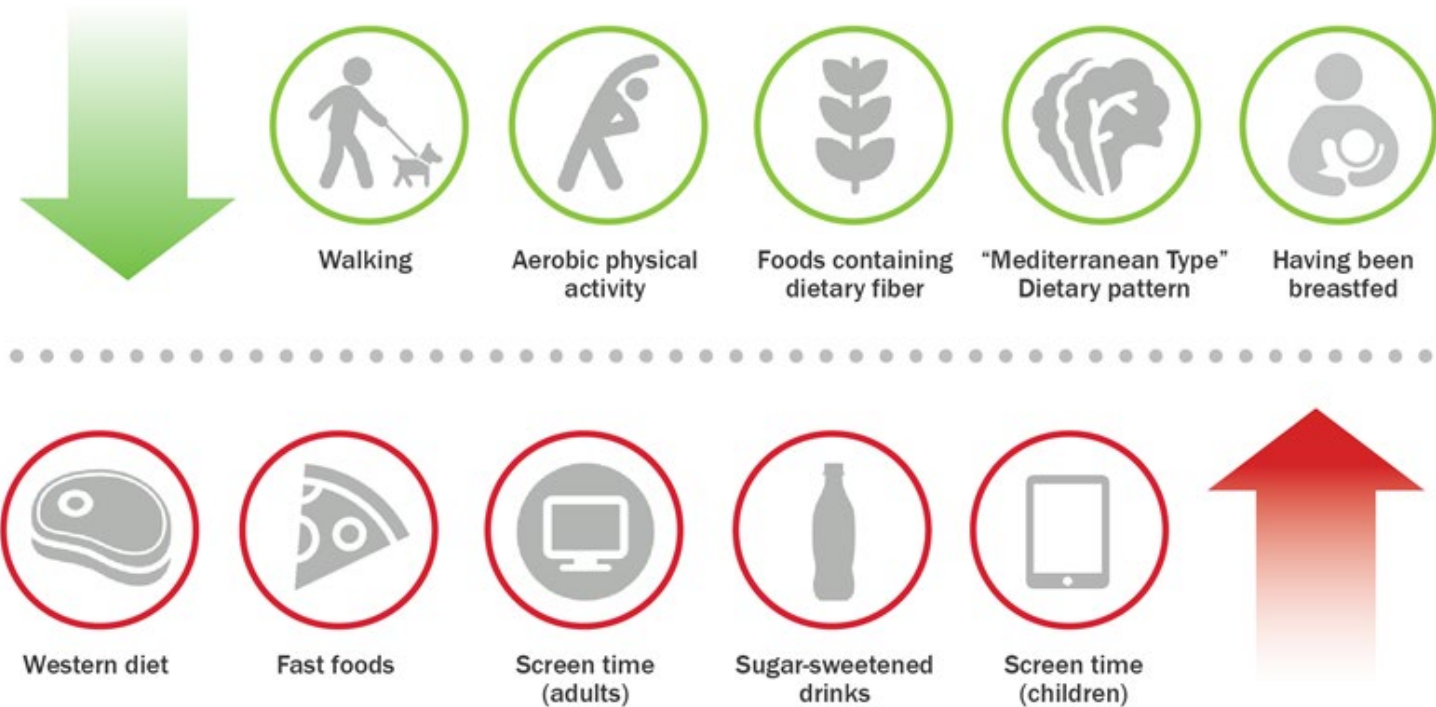 Walking
Aerobic physical
activity
Foods containing
dietary fiber
“Mediterranean Type”
Dietary pattern
Having been
breastfed
Western diet
Fast foods
Screen time
(adults)
Sugar-sweetened
drinks
Screen time
(children)